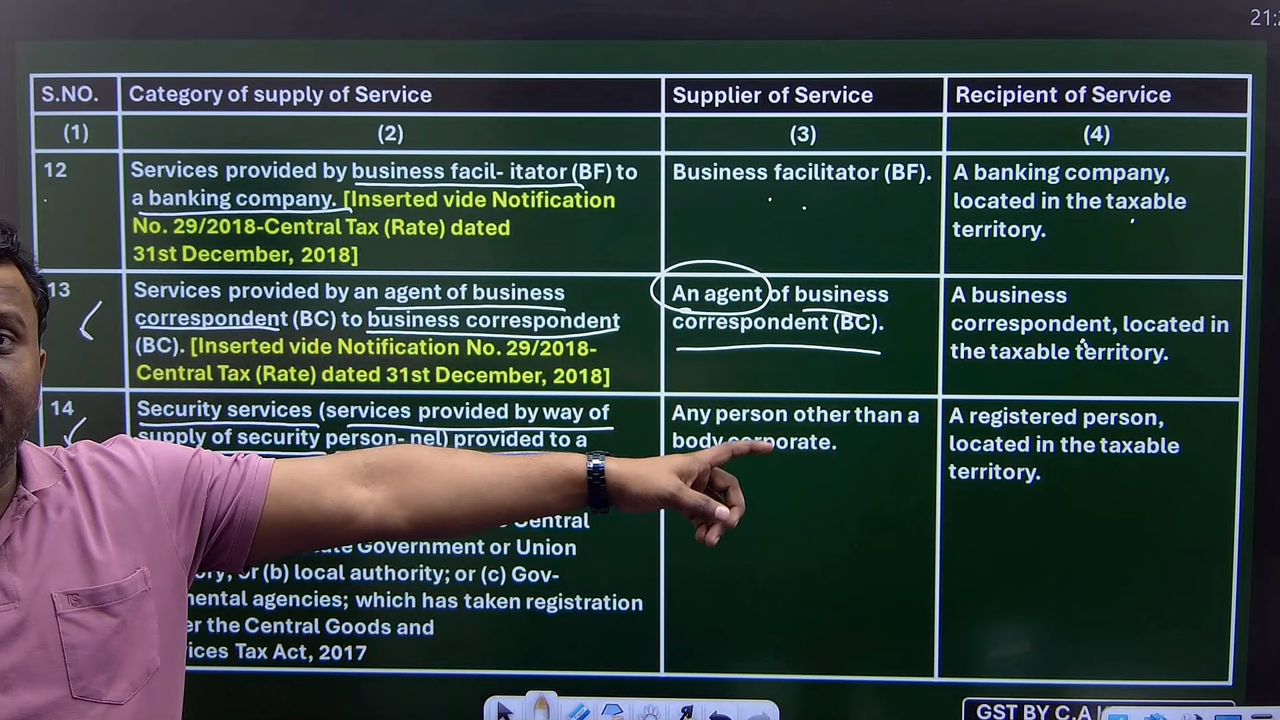 21:
S.NO. Category of supply of Service Supplier of Service Recipient of Service
(1) (2) (3) (4)
12
Services provided by business facil- itator (BF) to
a banking company. [Inserted vide Notification
No. 29/2018-Central Tax (Rate) dated
31st December, 2018]
Business facilitator (BF).
A banking company,
located in the taxable
territory.
13
Services provided by an agent of business
correspondent (BC) to business correspondent
(BC). [Inserted vide Notification No. 29/2018-
Central Tax (Rate) dated 31st December, 2018]
An agent of business
correspondent (BC).
A business
correspondent, located in
the taxable territory.
14
Security services (services provided by way of
supply of security person- nel) provided to a
Central
Government or Union
or (b) local authority; or (c) Gov-
mental agencies; which has taken registration
the Central Goods and
Tax Act, 2017
Any person other than a
body corporate.
A registered person,
located in the taxable
territory.
GST BY C.A